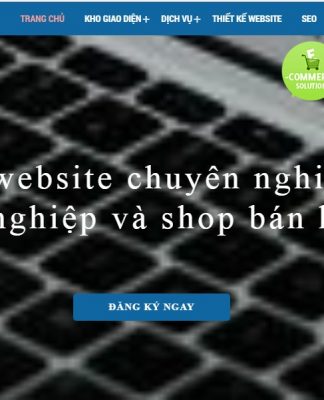 TRANG CHỦ KHO GIAO DIỆN+ DỊCH VỤ+ THIẾT KẾ WEBSITE SEO
E
-COMMER
SOLUTION
website chuyên nghi
nghiệp và shop bán
ĐĂNG KÝ NGAY